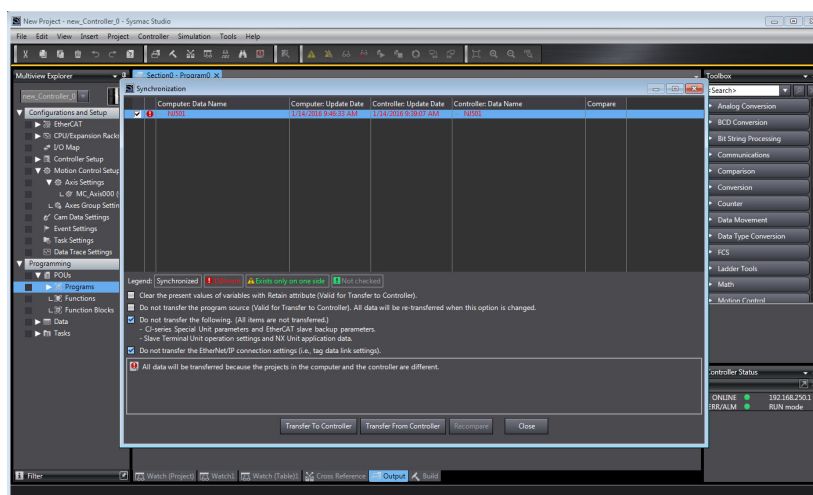 New Project - new_Controller_0 - Sysmac Studio
File Edit View Insert Project Controller Simulation Tools Help
Multiview Explorer
Section0 - Program0
Toolbox
new_Controller_0
Synchronization
<Search>
Computer: Data Name Computer: Update Date Controller: Update Date Controller: Data Name Compare
NJ501 1/14/2016 9:46:33 AM 1/14/2016 9:39:07 AM NJ501
Configurations and Setup
EtherCAT
CPU/Expansion Racks
I/O Map
Controller Setup
Motion Control Setup
Axis Settings
MC_Axis000
Axes Group Settin
Cam Data Settings
Event Settings
Task Settings
Data Trace Settings
Programming
POUs
Programs
Functions
Function Blocks
Data
Tasks
Analog Conversion
BCD Conversion
Bit String Processing
Communications
Comparison
Conversion
Counter
Data Movement
Data Type Conversion
FCS
Ladder Tools
Math
Motion Control
Legend: Synchronized Different Exists only on one side Not checked
Clear the present values of variables with Retain attribute (Valid for Transfer to Controller).
Do not transfer the program source (Valid for Transfer to Controller). All data will be re-transferred when this option is changed.
Do not transfer the following. (All items are not transferred.)
- CJ-series Special Unit parameters and EtherCAT slave backup parameters.
- Slave Terminal Unit operation settings and NX Unit application data.
Do not transfer the EtherNet/IP connection settings (i.e., tag data link settings).
All data will be transferred because the projects in the computer and the controller are different.
Transfer To Controller Transfer From Controller Recompare Close
Controller Status
ONLINE 192.168.250.1
ERR/ALM RUN mode
Filter
Watch (Project) Watch1 Watch (Table)1 Cross Reference Output Build